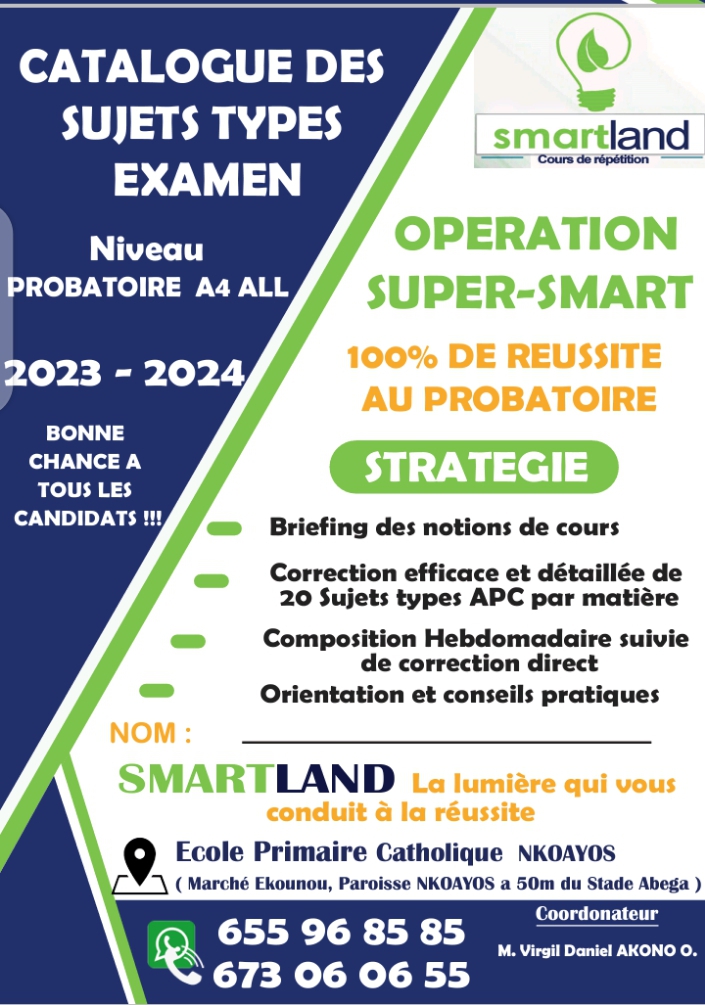 CATALOGUE DES
SUJETS TYPES
EXAMEN
Niveau
PROBATOIRE A4 ALL
2023 - 2024
BONNE
CHANCE A
TOUS LES
CANDIDATS !!!
smartland
Cours de répétition
OPERATION
SUPER-SMART
100% DE REUSSITE
AU PROBATOIRE
STRATEGIE
Briefing des notions de cours
Correction efficace et détaillée de
20 Sujets types APC par matière
Composition Hebdomadaire suivie
de correction direct
Orientation et conseils pratiques
NOM :
SMARTLAND La lumière qui vous
conduit à la réussite
Ecole Primaire Catholique NKOAYOS
( Marché Ekounou, Paroisse NKOAYOS a 50m du Stade Abega )
655 96 85 85
673 06 06 55
Coordonateur
M. Virgil Daniel AKONO O.